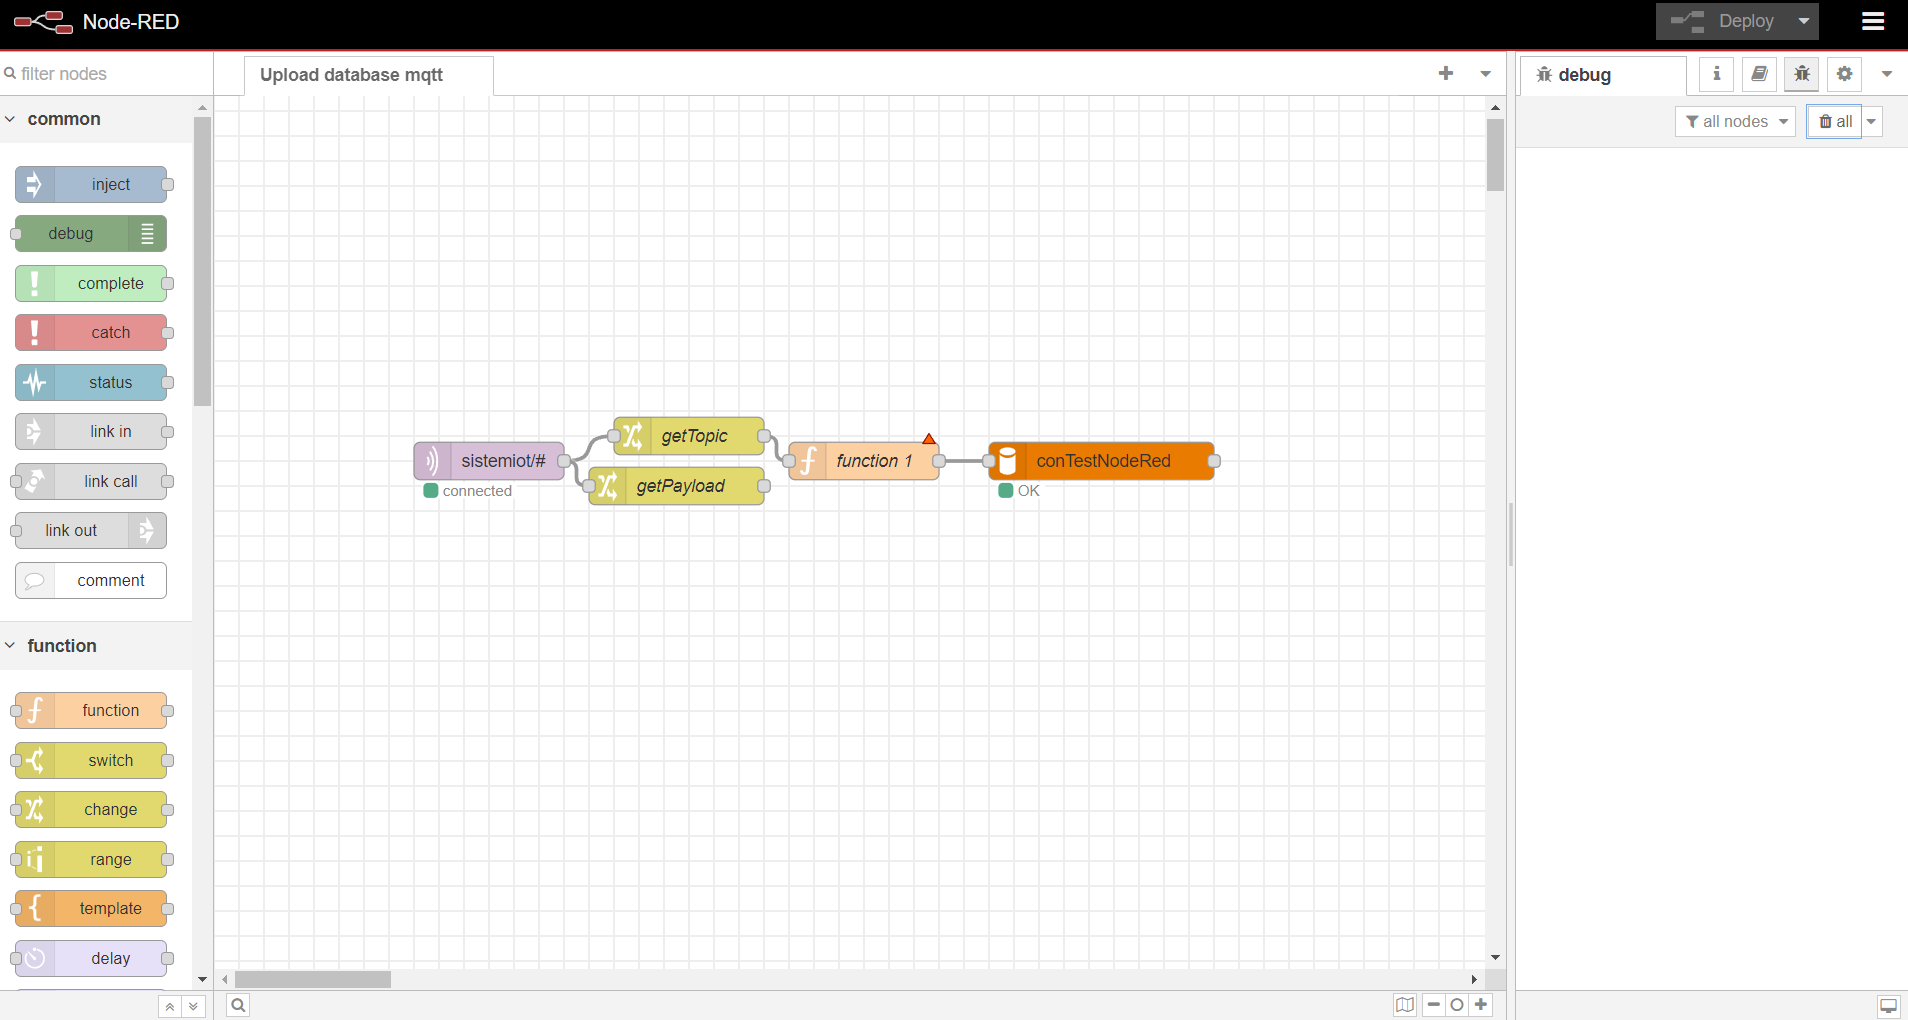 Node-RED
Deploy
filter nodes
Upload database mqtt
debug
i
all nodes
all
common
inject
debug
complete
catch
status
link in
link call
link out
comment
function
function
switch
change
range
template
delay
sistemiot/#
connected
getTopic
getPayload
function 1
conTestNodeRed
OK